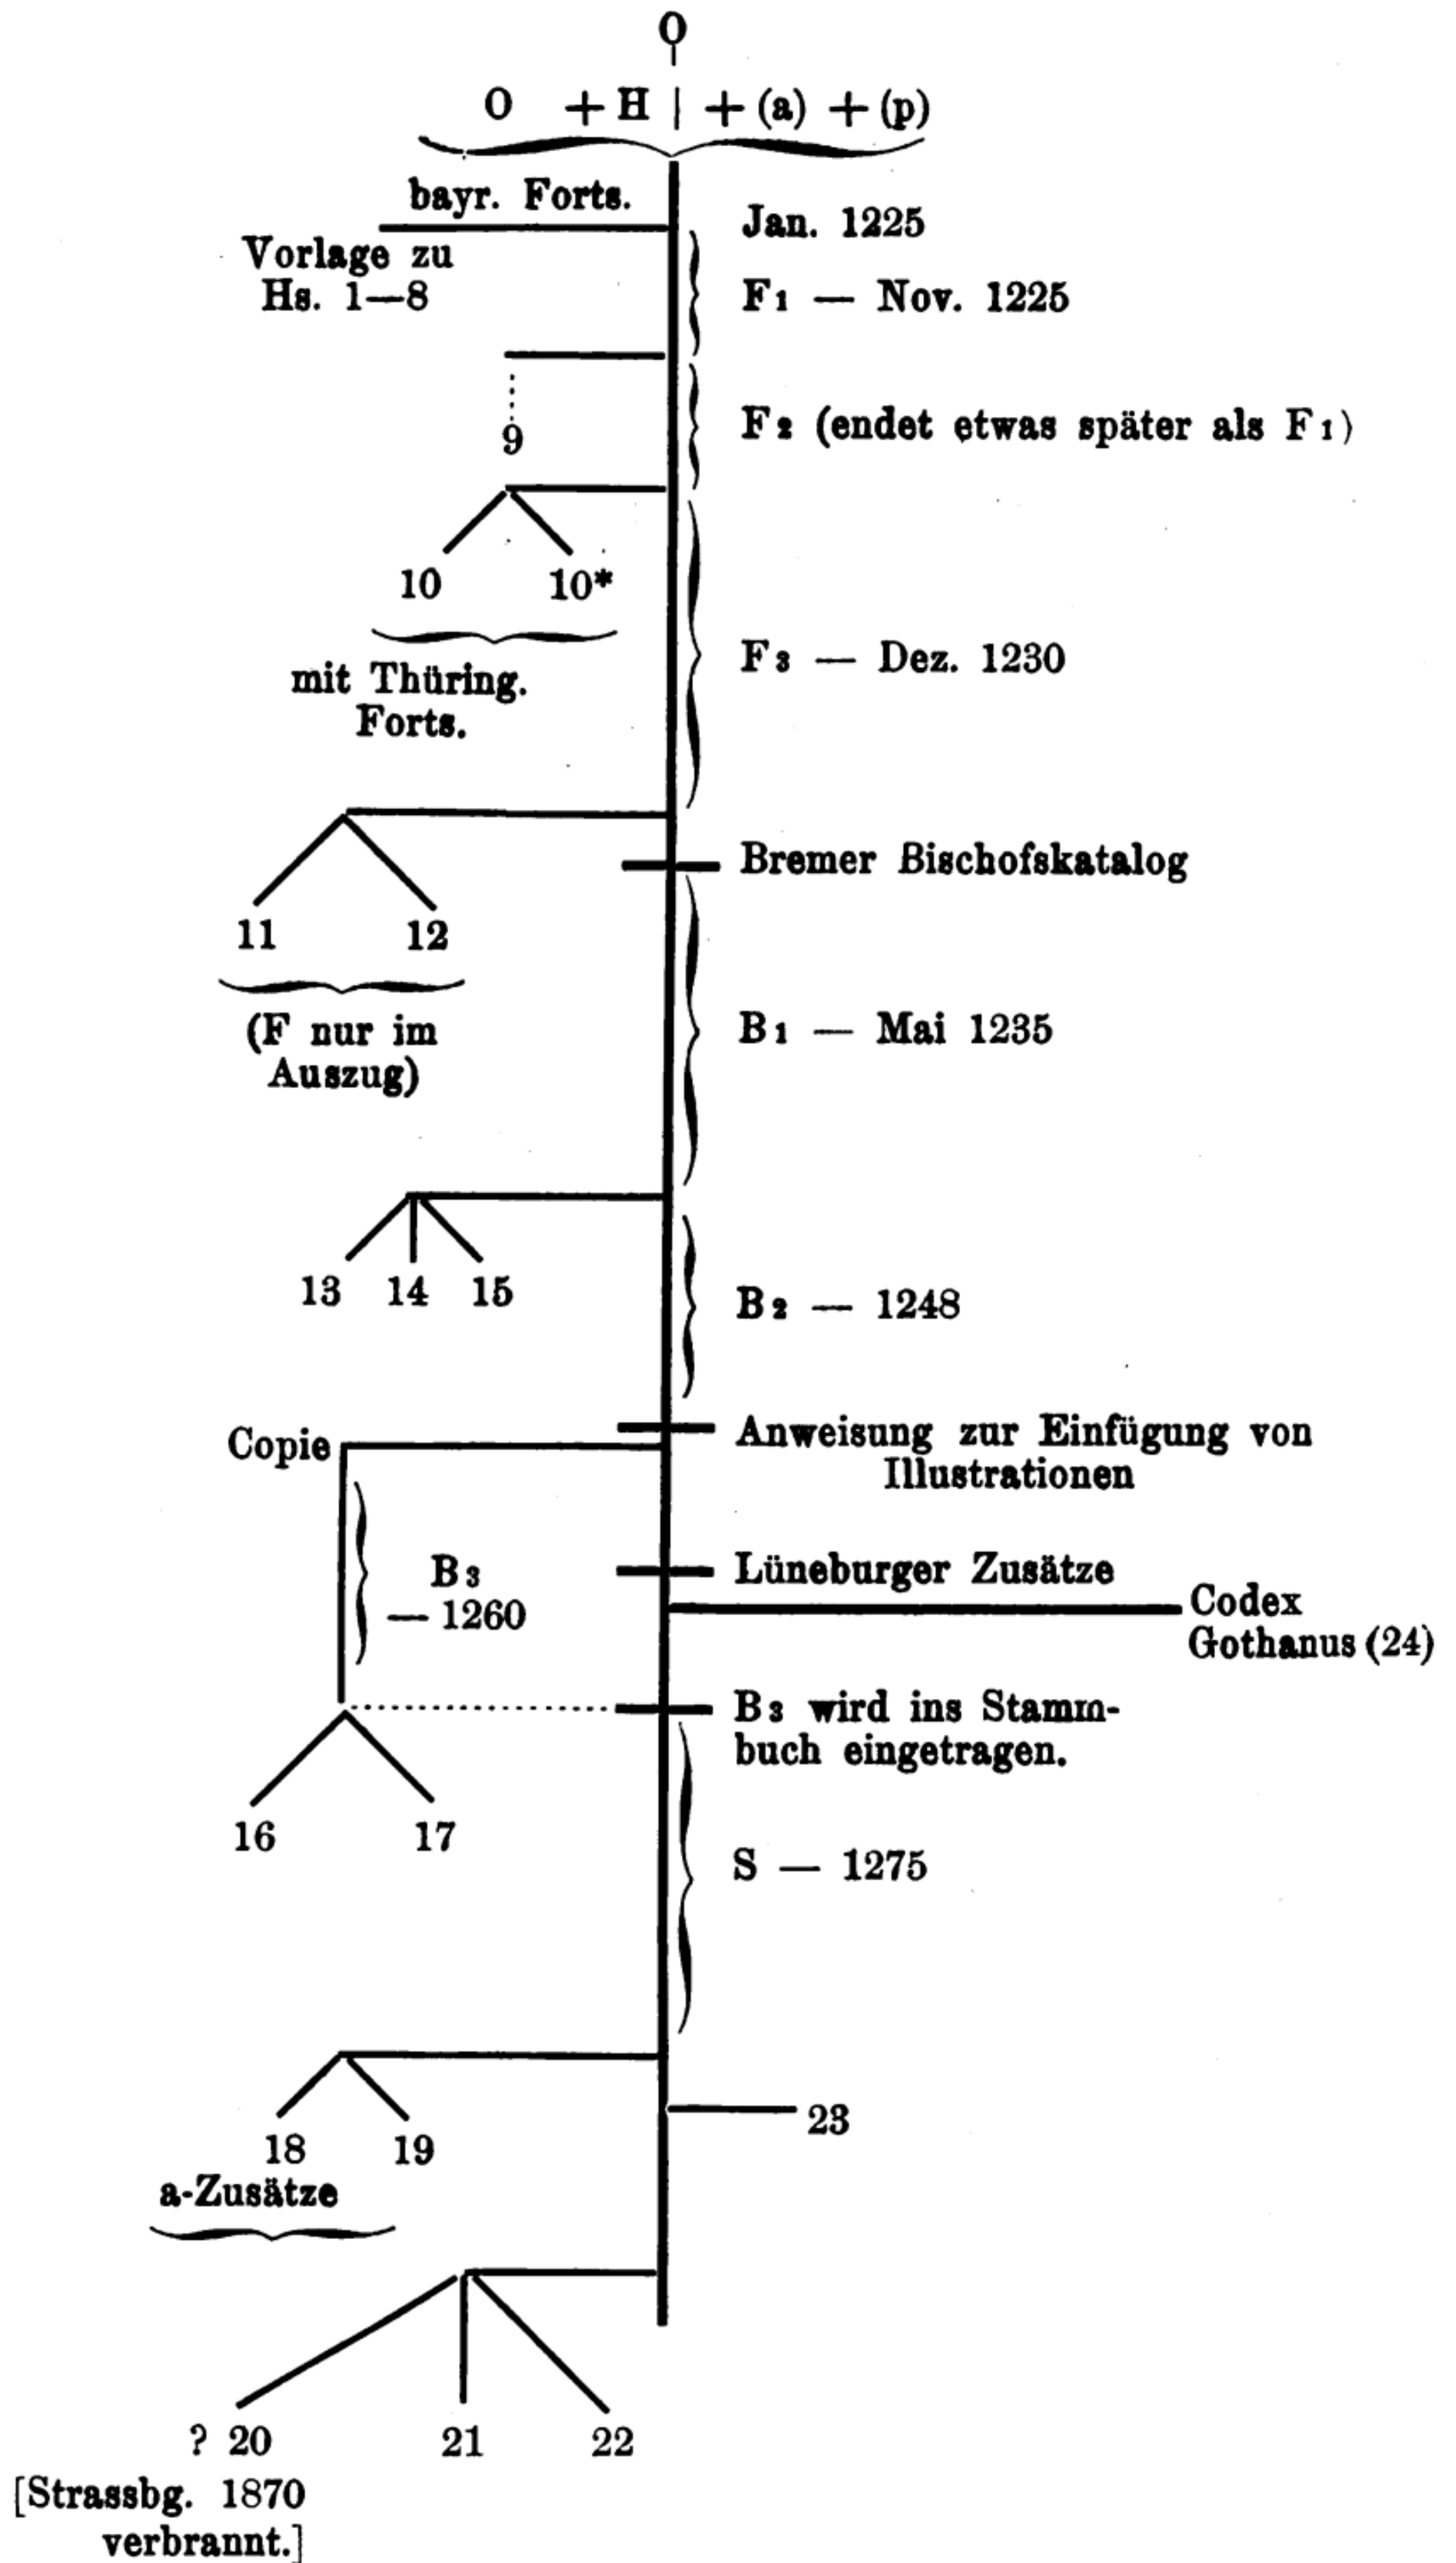 O
O + H | + (a) + (p)
bayr. Forts.
Jan. 1225
Vorlage zu
Hs. 1—8
F1 — Nov. 1225
9
F2 (endet etwas später als F1)
10 10*
mit Thüring.
Forts.
F3 — Dez. 1230
Bremer Bischofskatalog
11 12
(F nur im
Auszug)
B1 — Mai 1235
13 14 15
B2 — 1248
Anweisung zur Einfügung von
Illustrationen
Copie
B3
— 1260
Lüneburger Zusätze
Codex
Gothanus (24)
B3 wird ins Stamm-
buch eingetragen.
16 17
S — 1275
18 19
23
a-Zusätze
? 20 21 22
[Strassbg. 1870
verbrannt.]